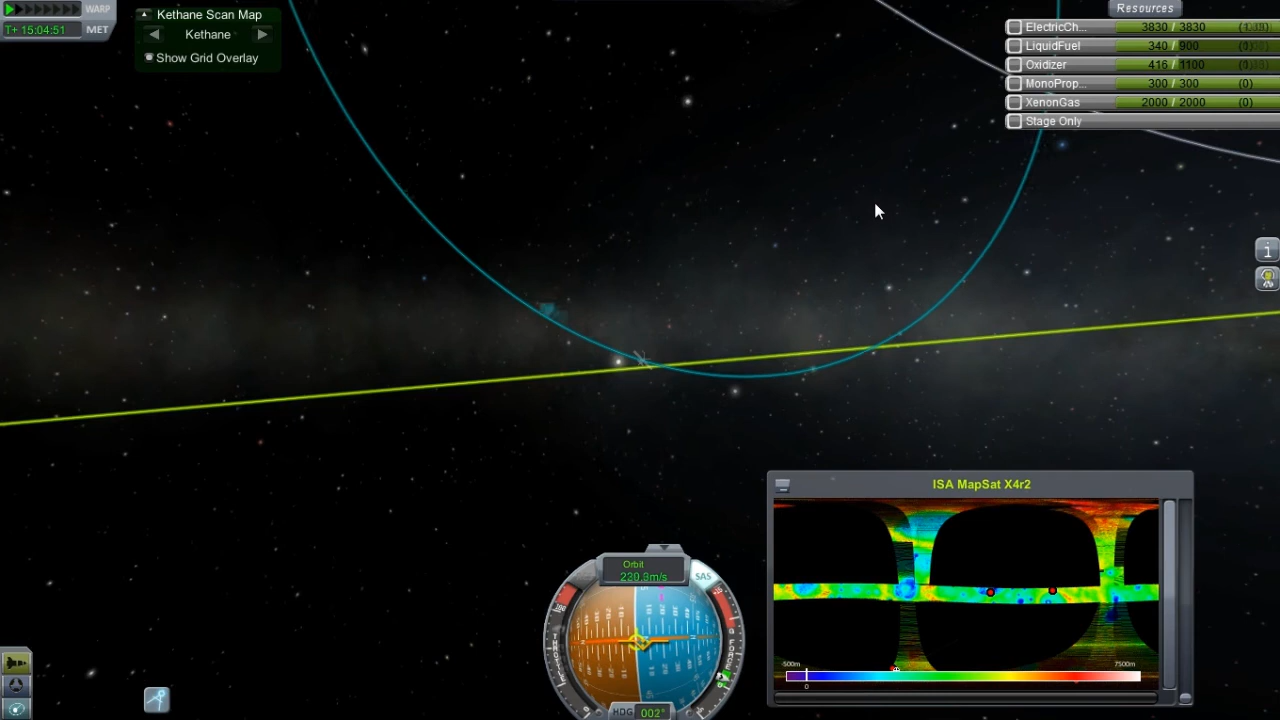 WARP
T+ 15:04:51 MET
Kethane Scan Map
Kethane
Show Grid Overlay
Resources
ElectricCh... 3830 / 3830
LiquidFuel 340 / 900
Oxidizer 416 / 1100
MonoProp... 300 / 300 (0)
XenonGas 2000 / 2000 (0)
Stage Only
i
ISA MapSat X4r2
-500m 7500m
0
Orbit
SAS
HDG 002°